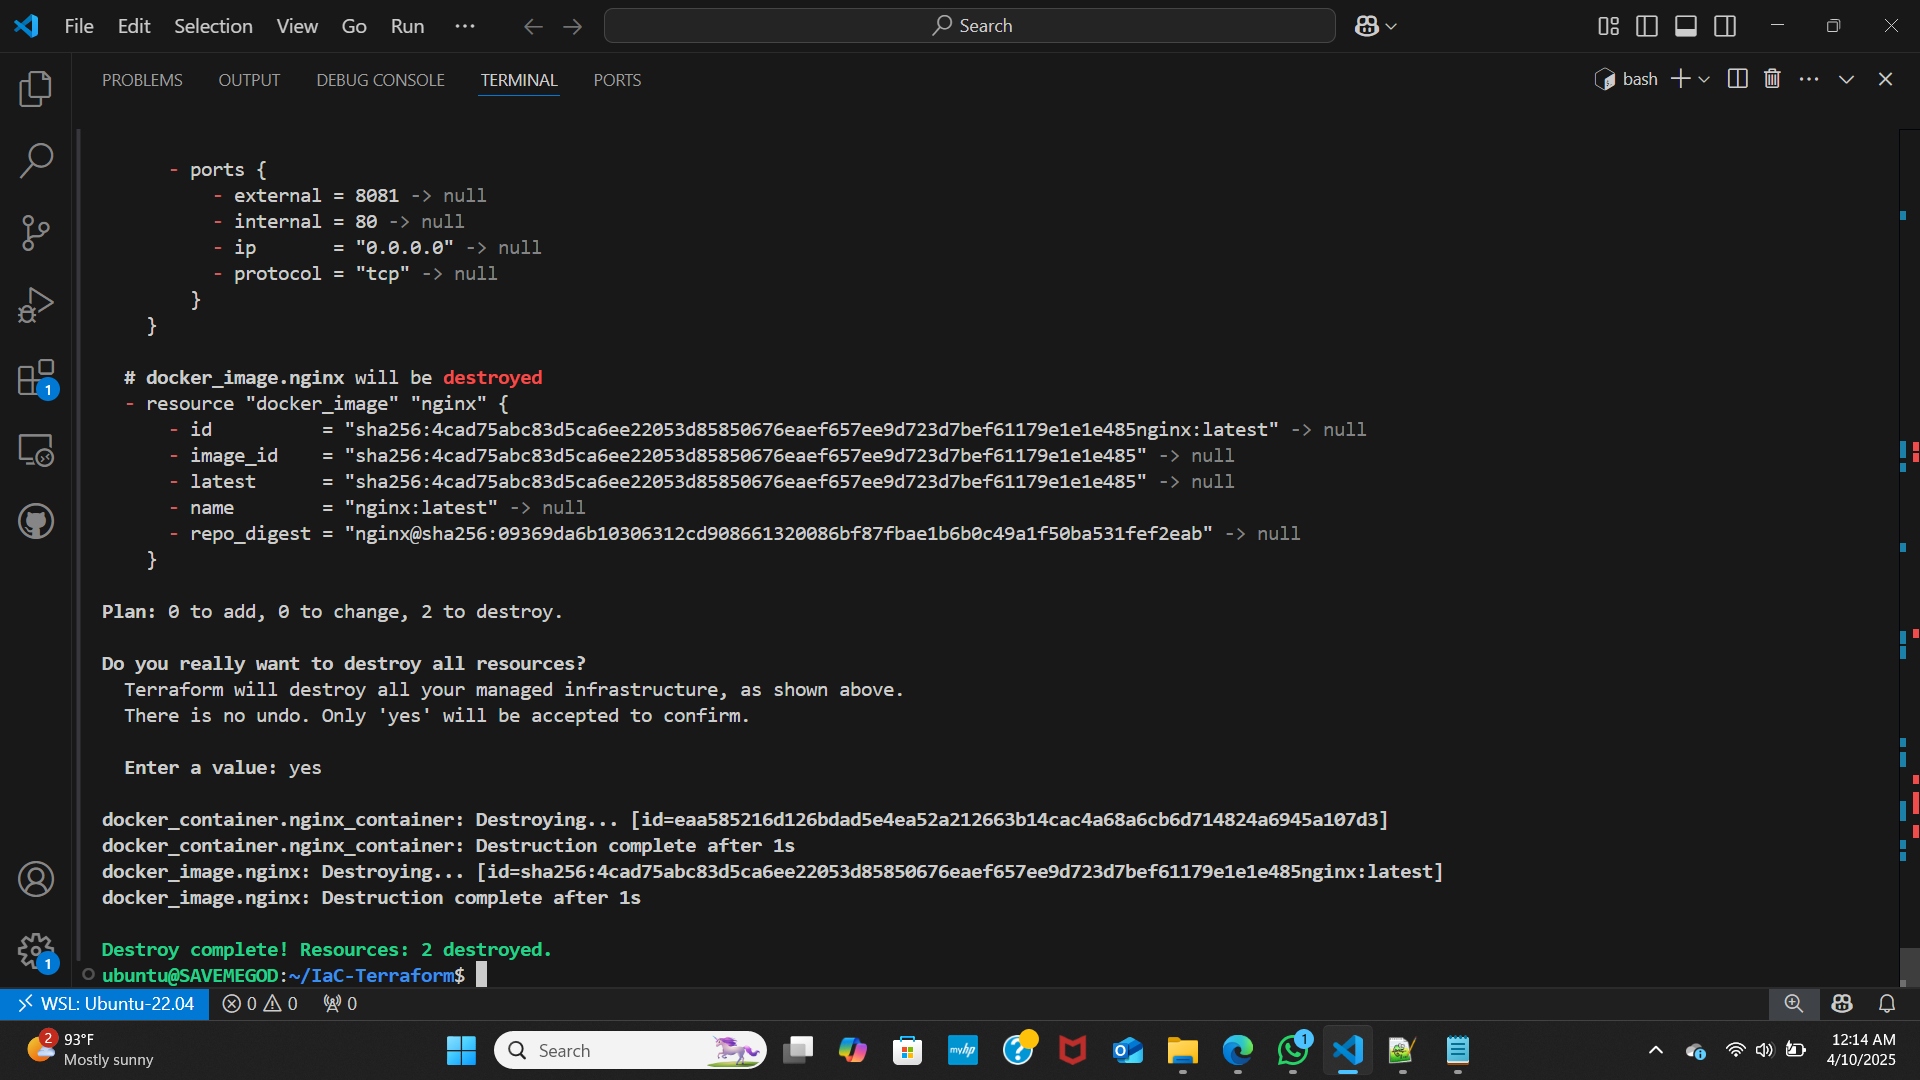 File Edit Selection View Go Run ··· Search
PROBLEMS OUTPUT DEBUG CONSOLE TERMINAL PORTS bash
- ports {
- external = 8081 -> null
- internal = 80 -> null
- ip = "0.0.0.0" -> null
- protocol = "tcp" -> null
}
}
# docker_image.nginx will be destroyed
- resource "docker_image" "nginx" {
- id = "sha256:4cad75abc83d5ca6ee22053d85850676eaef657ee9d723d7bef61179e1e1e485nginx:latest" -> null
- image_id = "sha256:4cad75abc83d5ca6ee22053d85850676eaef657ee9d723d7bef61179e1e1e485" -> null
- latest = "sha256:4cad75abc83d5ca6ee22053d85850676eaef657ee9d723d7bef61179e1e1e485" -> null
- name = "nginx:latest" -> null
- repo_digest = "nginx@sha256:09369da6b10306312cd908661320086bf87fbae1b6b0c49a1f50ba531fef2eab" -> null
}
Plan: 0 to add, 0 to change, 2 to destroy.
Do you really want to destroy all resources?
Terraform will destroy all your managed infrastructure, as shown above.
There is no undo. Only 'yes' will be accepted to confirm.
Enter a value: yes
docker_container.nginx_container: Destroying... [id=eaa585216d126bdad5e4ea52a212663b14cac4a68a6cb6d714824a6945a107d3]
docker_container.nginx_container: Destruction complete after 1s
docker_image.nginx: Destroying... [id=sha256:4cad75abc83d5ca6ee22053d85850676eaef657ee9d723d7bef61179e1e1e485nginx:latest]
docker_image.nginx: Destruction complete after 1s
Destroy complete! Resources: 2 destroyed.
ubuntu@SAVEMEGOD:~/IaC-Terraform$
1
1
WSL: Ubuntu-22.04 0 0 0
2 93°F
Mostly sunny
Search
myhp
1
12:14 AM
4/10/2025